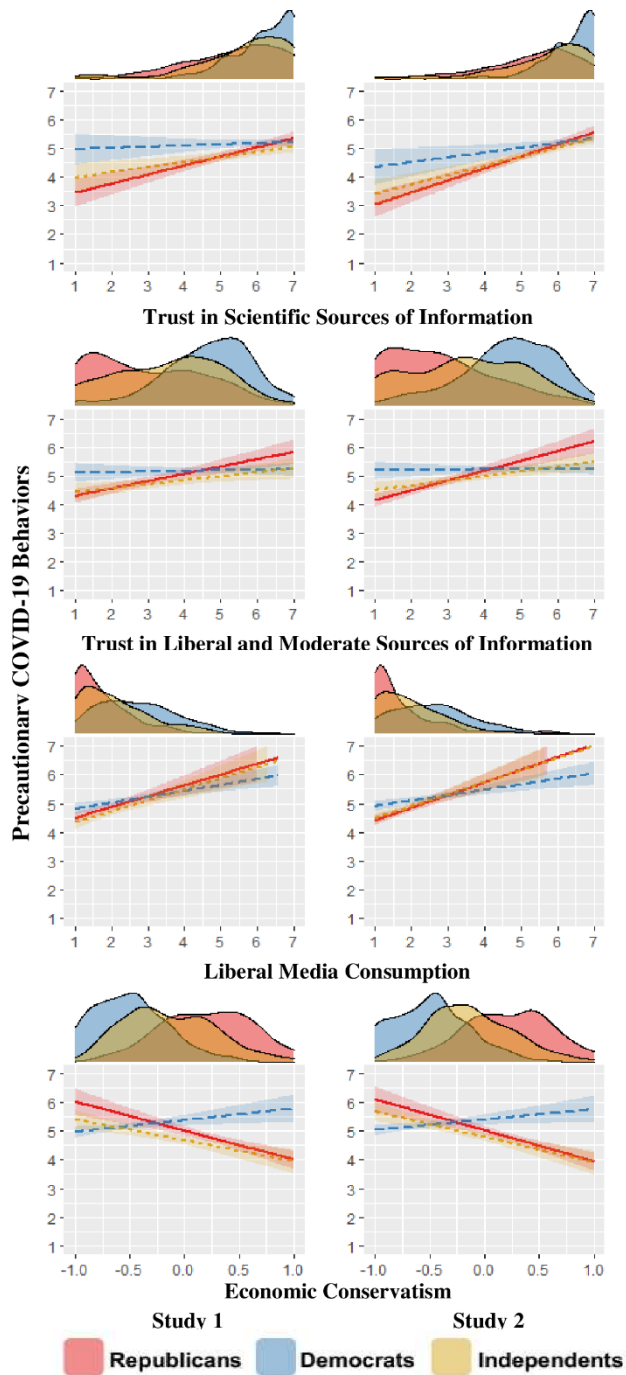 7 7
6 6
5 5
4 4
3 3
2 2
1 1
1 2 3 4 5 6 7 1 2 3 4 5 6 7
Trust in Scientific Sources of Information
7 7
6 6
5 5
4 4
3 3
2 2
1 1
1 2 3 4 5 6 7 1 2 3 4 5 6 7
Trust in Liberal and Moderate Sources of Information
Precautionary COVID-19 Behaviors
7 7
6 6
5 5
4 4
3 3
2 2
1 1
1 2 3 4 5 6 7 1 2 3 4 5 6 7
Liberal Media Consumption
7 7
6 6
5 5
4 4
3 3
2 2
1 1
-1.0 -0.5 0.0 0.5 1.0 -1.0 -0.5 0.0 0.5 1.0
Economic Conservatism
Study 1 Study 2
Republicans Democrats Independents